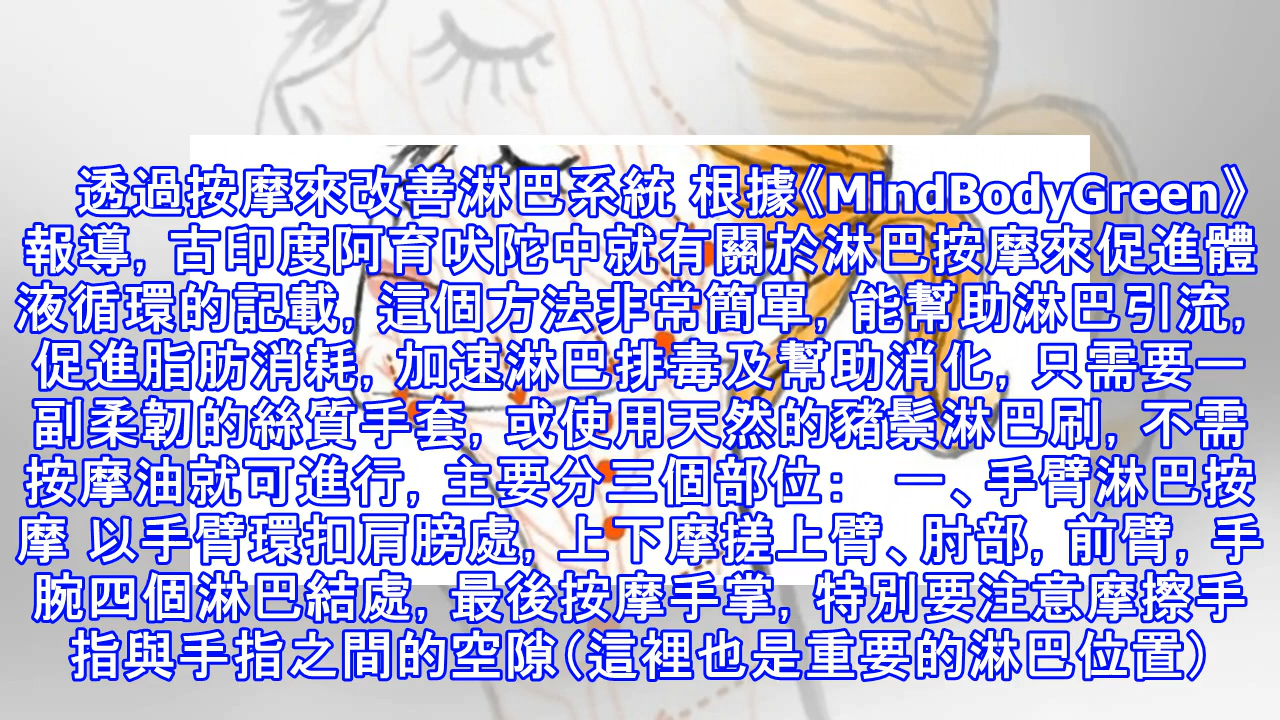 透過按摩來改善淋巴系統 根據《MindBodyGreen》
報導, 古印度阿育吠陀中就有關於淋巴按摩來促進體
液循環的記載, 這個方法非常簡單, 能幫助淋巴引流,
促進脂肪消耗, 加速淋巴排毒及幫助消化, 只需要一
副柔韌的絲質手套, 或使用天然的豬鬃淋巴刷, 不需
按摩油就可進行, 主要分三個部位： 一、手臂淋巴按
摩 以手臂環扣肩膀處, 上下摩搓上臂、肘部, 前臂, 手
腕四個淋巴結處, 最後按摩手掌, 特別要注意摩擦手
指與手指之間的空隙（這裡也是重要的淋巴位置）